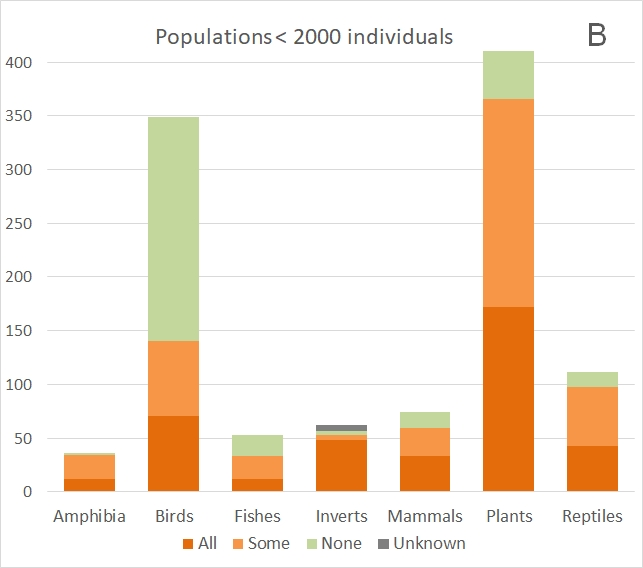 Populations< 2000 individuals
B
400
350
300
250
200
150
100
50
0
Amphibia Birds Fishes Inverts Mammals Plants Reptiles
All Some None Unknown